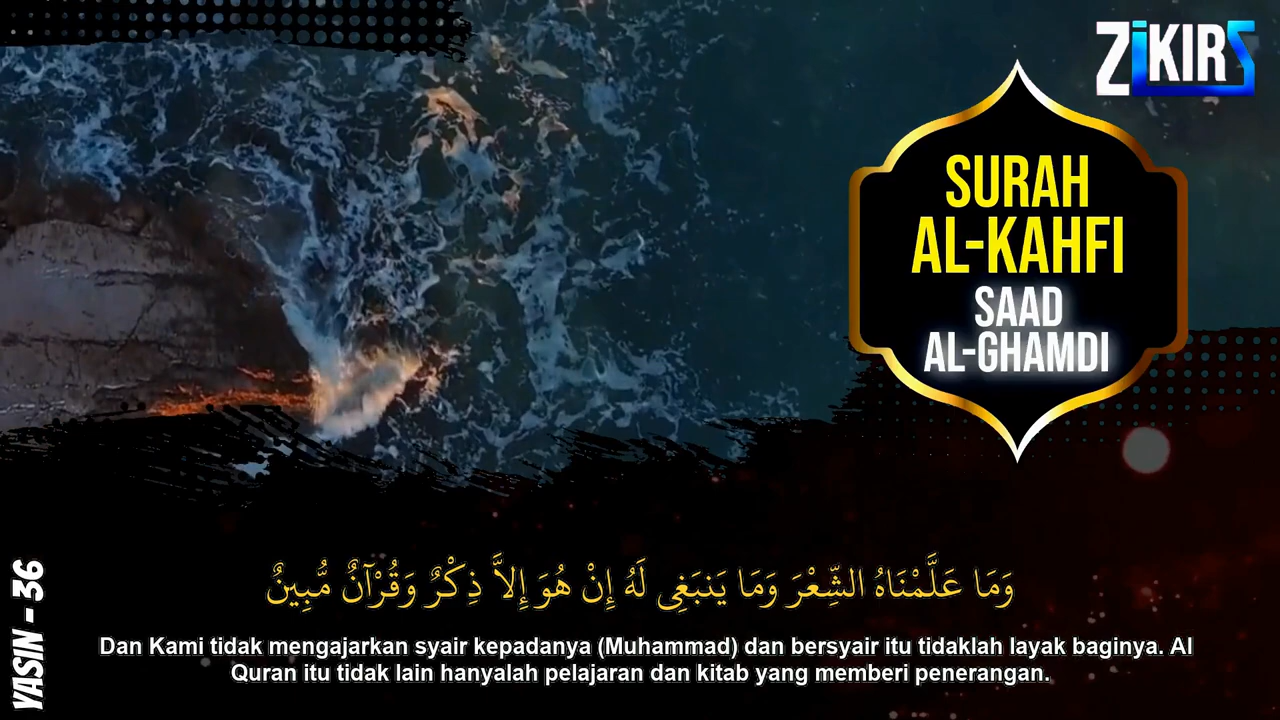 ZiKIRS
SURAH
AL-KAHFI
SAAD
AL-GHAMDI
وَمَا عَلَّمْنَاهُ الشِّعْرَ وَمَا يَنبَغِي لَهُ إِنْ هُوَ إِلاَّ ذِكْرٌ وَقُرْآنٌ مُّبِينٌ
Dan Kami tidak mengajarkan syair kepadanya (Muhammad) dan bersyair itu tidaklah layak baginya. Al
Quran itu tidak lain hanyalah pelajaran dan kitab yang memberi penerangan.
YASIN - 36